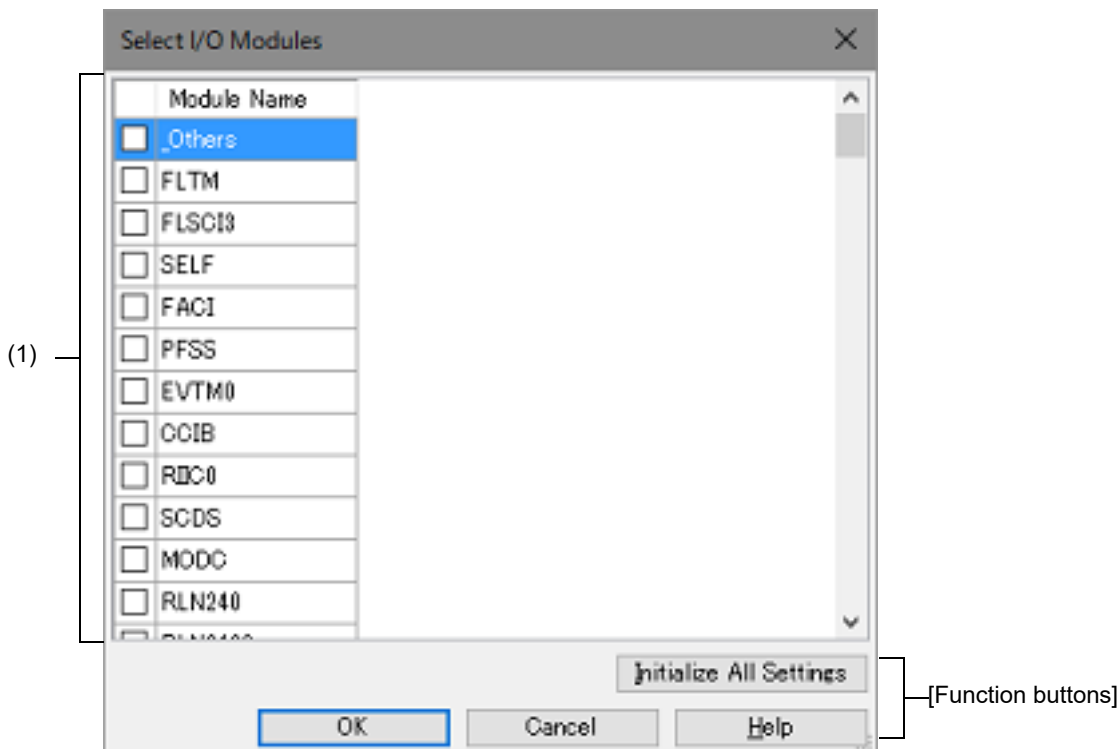 Select I/O Modules
Module Name
_Others
FLTM
FLSCI3
SELF
FACI
PFSS
EVTM0
CCIB
(1)
RIIC0
SCDS
MODC
RLN240
Initialize All Settings
[Function buttons]
OK Cancel Help